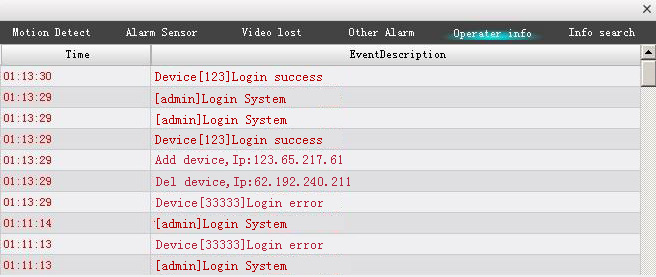 Motion Detect Alarm Sensor Video lost Other Alarm Operater info Info search
Time EventDescription
01:13:30 Device[123]Login success
01:13:29 [admin]Login System
01:13:29 [admin]Login System
01:13:29 Device[123]Login success
01:13:29 Add device,Ip:123.65.217.61
01:13:29 Del device,Ip:62.192.240.211
01:13:29 Device[33333]Login error
01:11:14 [admin]Login System
01:11:13 Device[33333]Login error
01:11:13 [admin]Login System